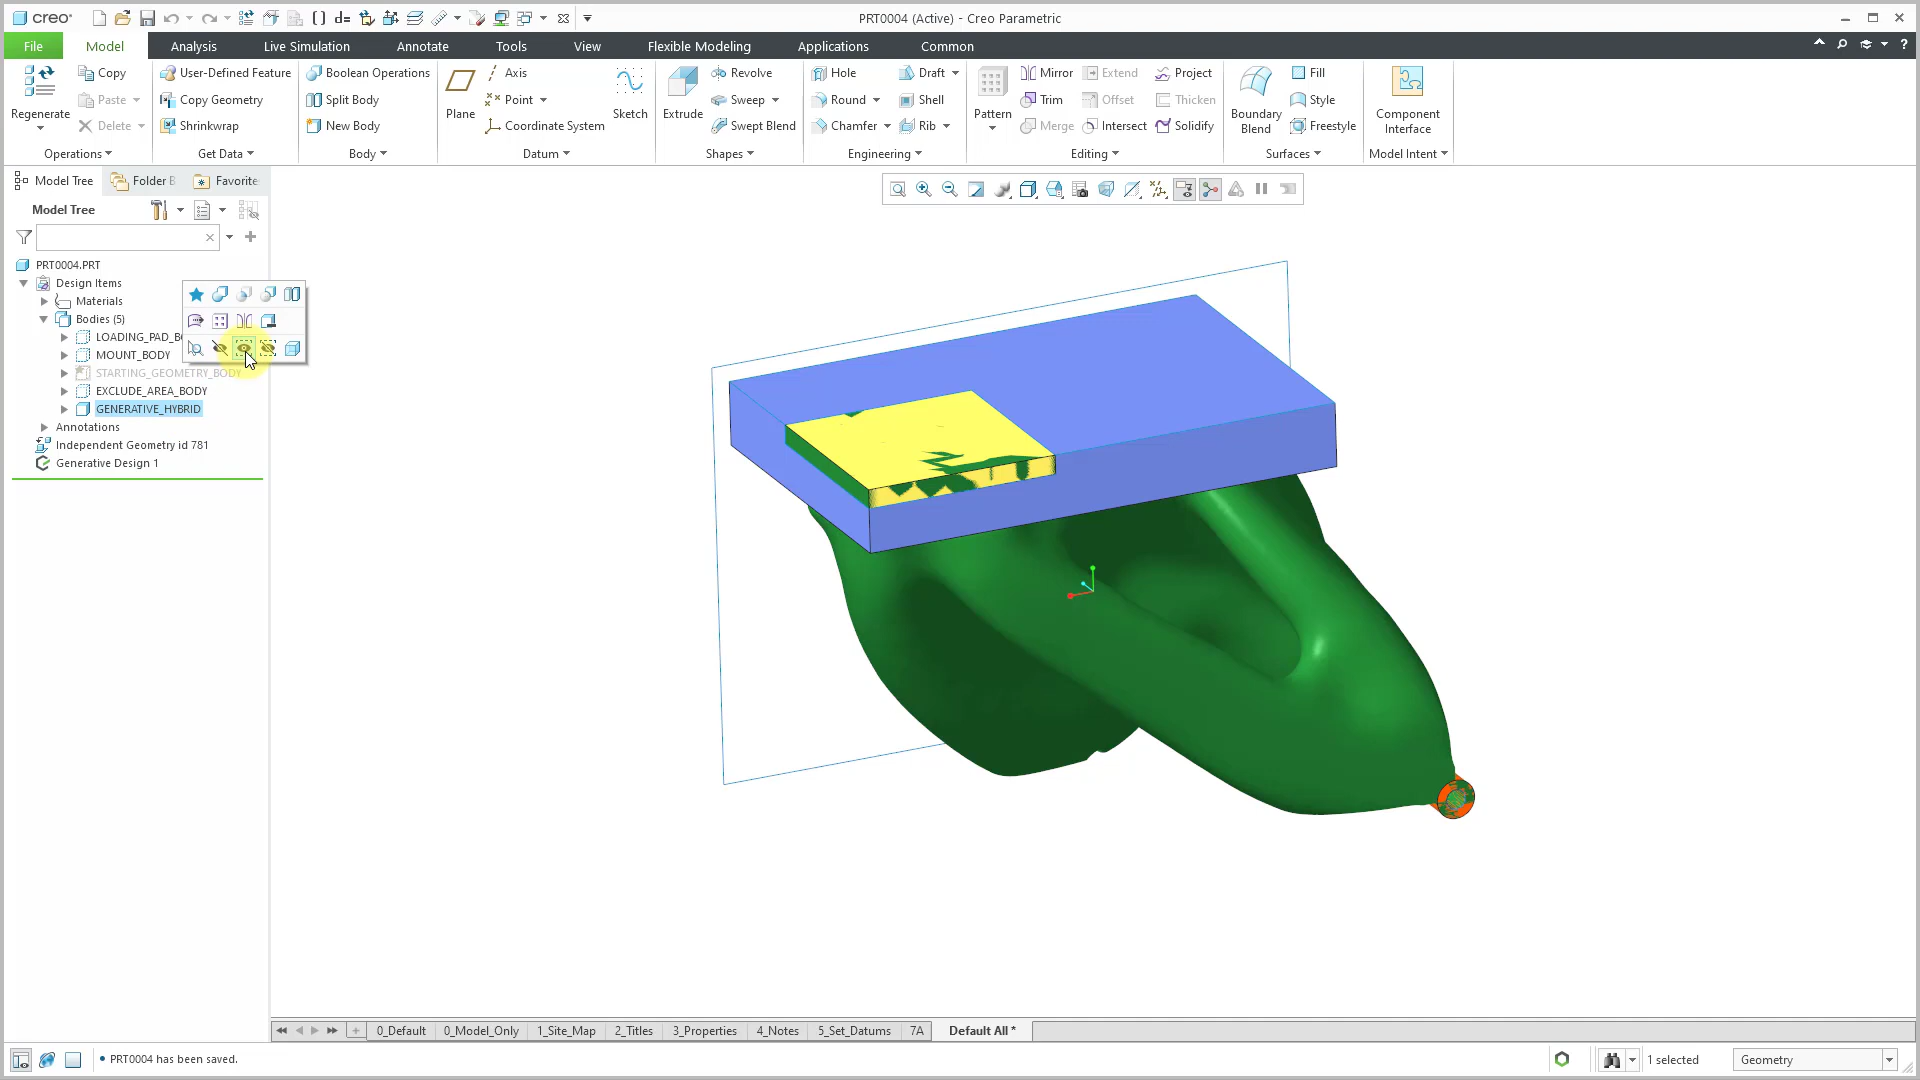 creo
PRT0004 (Active) - Creo Parametric
File
Model
Analysis
Live Simulation
Annotate
Tools
View
Flexible Modeling
Applications
Common
Regenerate
Copy
Paste
Delete
Operations
User-Defined Feature
Copy Geometry
Shrinkwrap
Get Data
Boolean Operations
Split Body
New Body
Body
Plane
Axis
Point
Coordinate System
Sketch
Datum
Extrude
Revolve
Sweep
Swept Blend
Shapes
Hole
Round
Chamfer
Draft
Shell
Rib
Engineering
Pattern
Mirror
Trim
Merge
Extend
Offset
Intersect
Project
Thicken
Solidify
Editing
Boundary
Blend
Fill
Style
Freestyle
Surfaces
Component
Interface
Model Intent
Model Tree
Folder B
Favorite
Model Tree
PRT0004.PRT
Design Items
Materials
Bodies (5)
LOADING_PAD_BO
MOUNT_BODY
STARTING_GEOMETRY_BODY
EXCLUDE_AREA_BODY
GENERATIVE_HYBRID
Annotations
Independent Geometry id 781
Generative Design 1
0_Default
0_Model_Only
1_Site_Map
2_Titles
3_Properties
4_Notes
5_Set_Datums
7A
Default All *
PRT0004 has been saved.
1 selected
Geometry